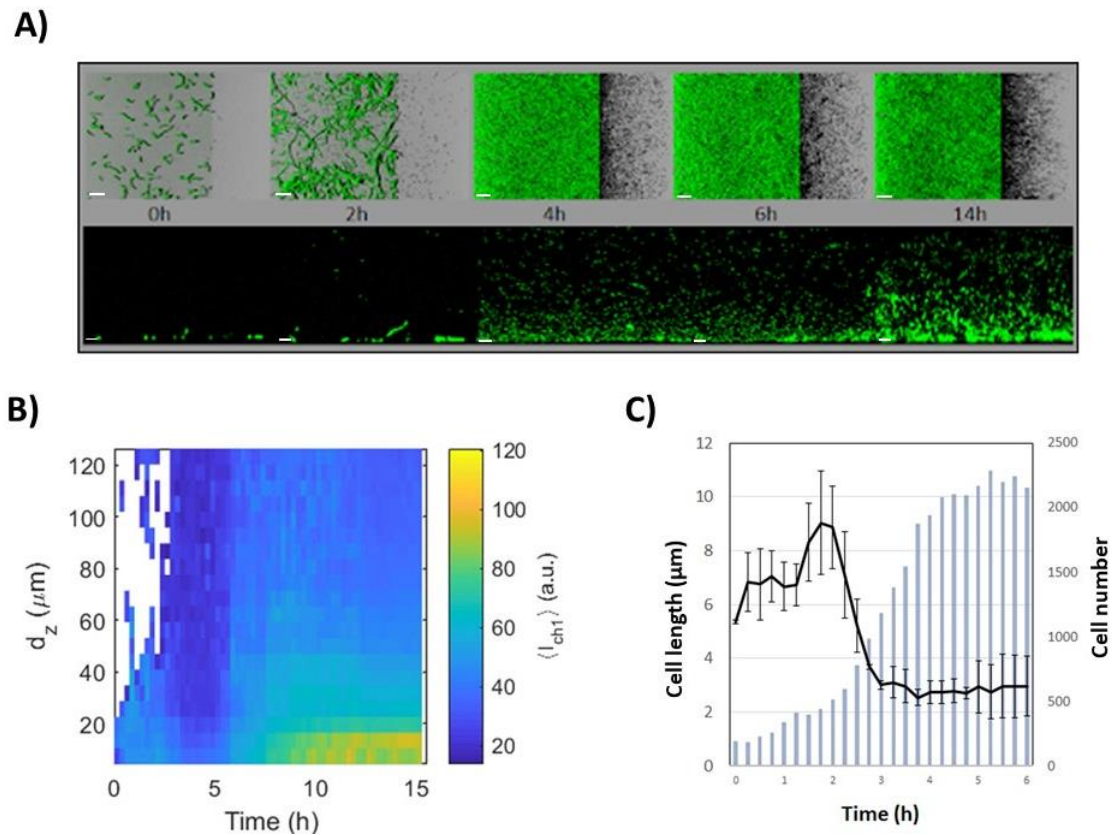 A)
0h 2h 4h 6h 14h
B)
120
100
80
60
40
20
d_z (μm)
0 5 10 15
Time (h)
120
100
80
60
40
20
⟨I_ch1⟩ (a.u.)
C)
12
10
8
6
4
2
0
Cell length (μm)
2500
2000
1500
1000
500
0
Cell number
0 1 2 3 4 5 6
Time (h)